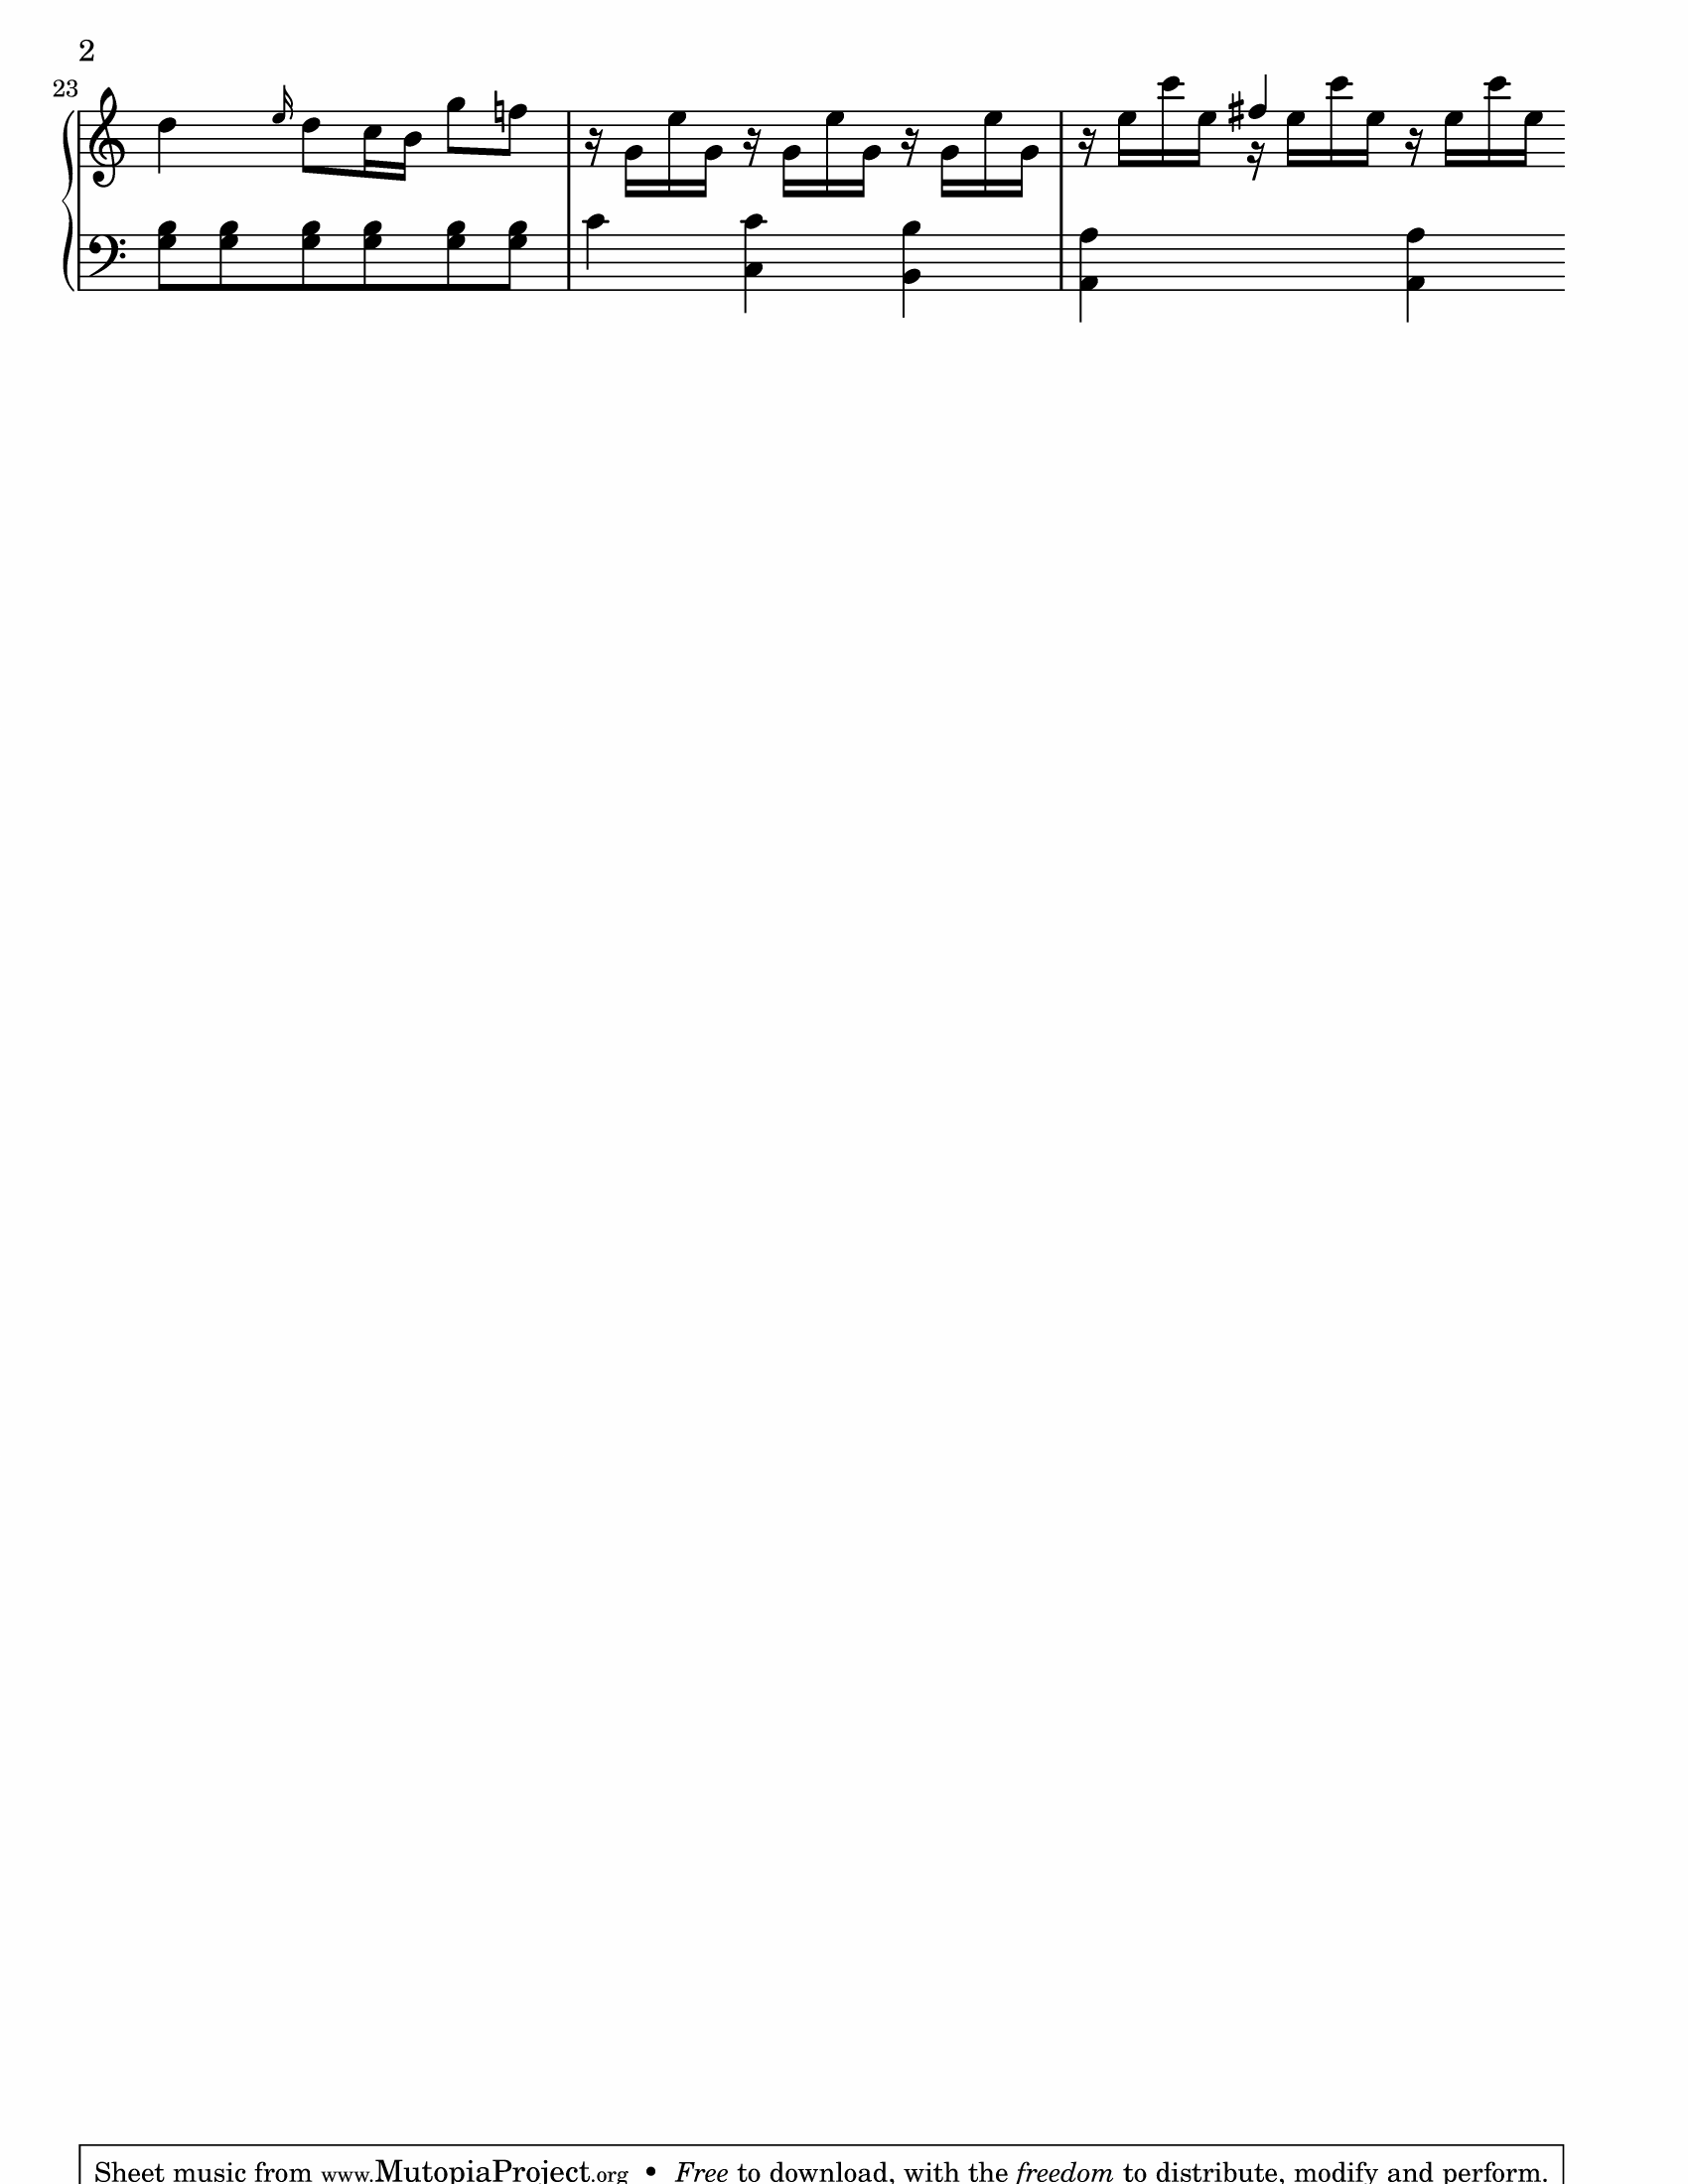 2
23
Sheet music from www.MutopiaProject.org • Free to download, with the freedom to distribute, modify and perform.